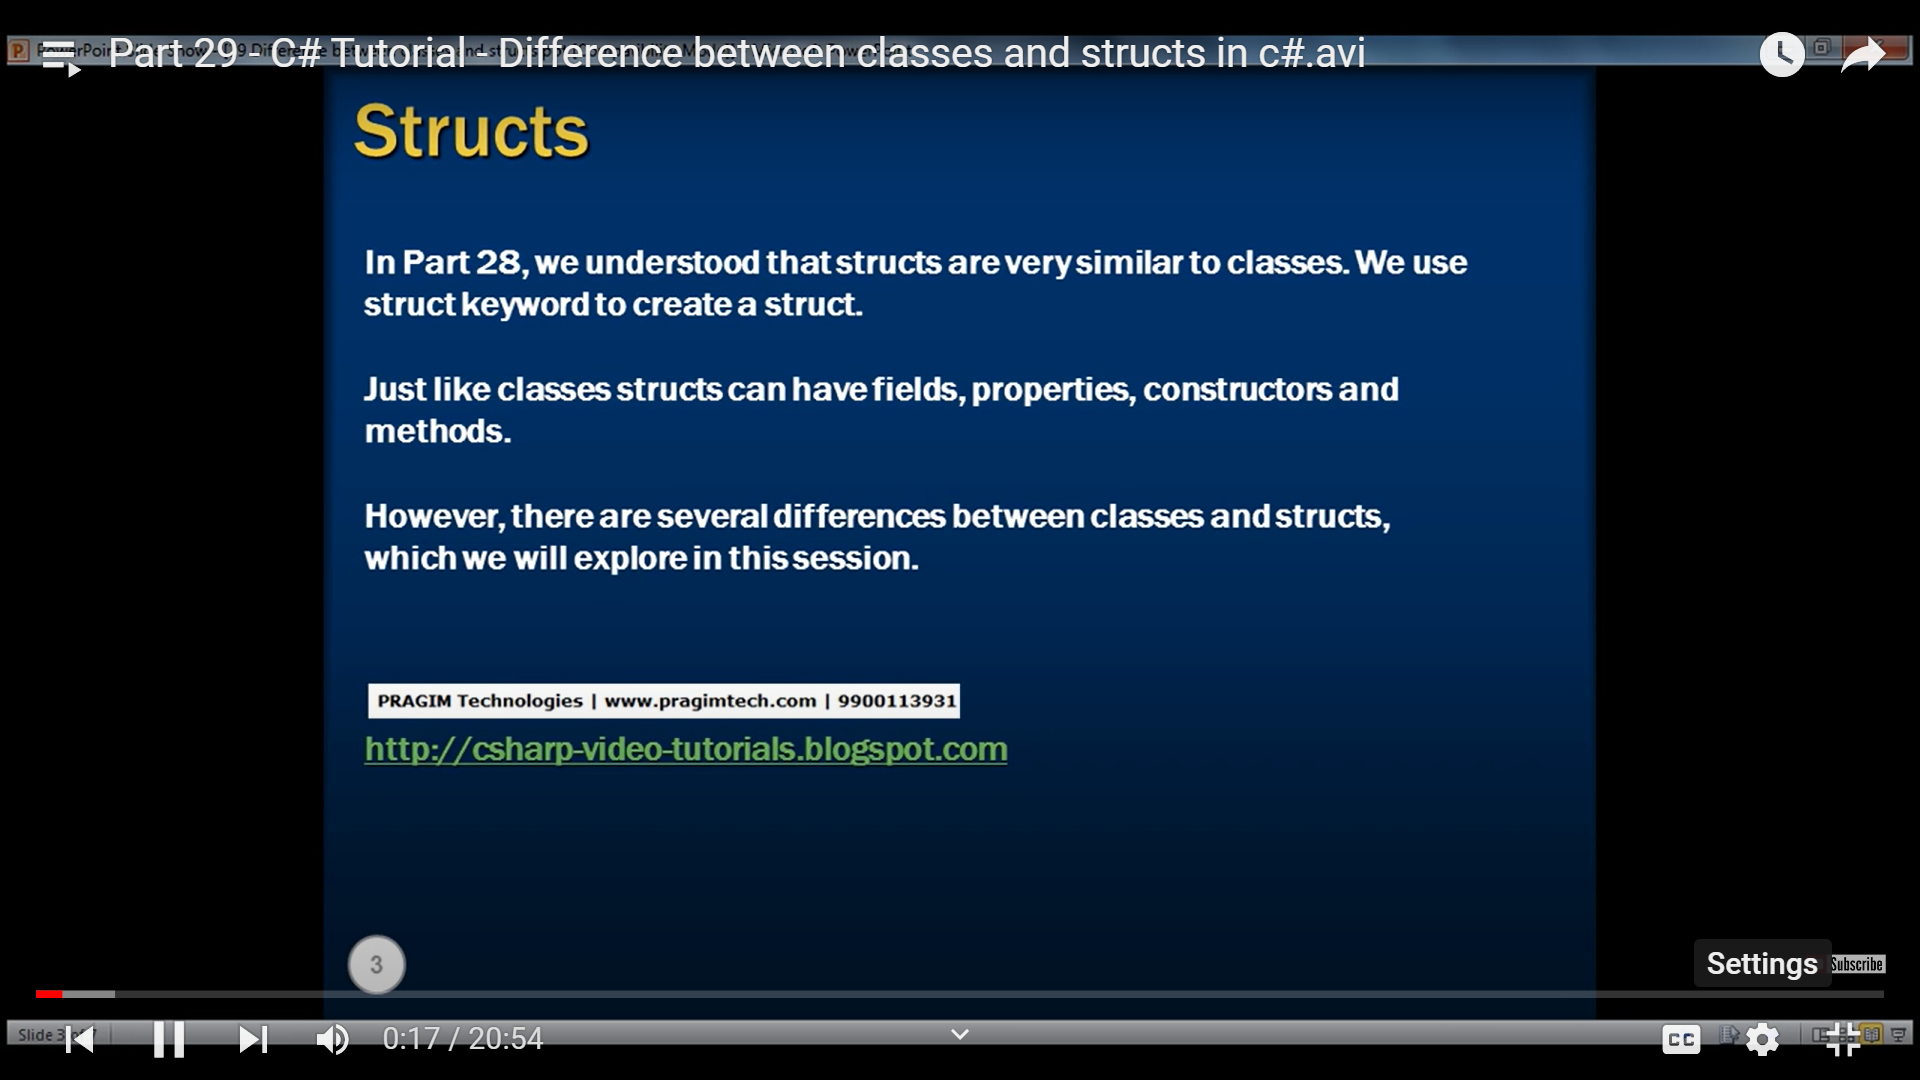 Part 29 - C# Tutorial - Difference between classes and structs in c#.avi
Structs
In Part 28, we understood that structs are very similar to classes. We use
struct keyword to create a struct.
Just like classes structs can have fields, properties, constructors and
methods.
However, there are several differences between classes and structs,
which we will explore in this session.
PRAGIM Technologies | www.pragimtech.com | 9900113931
http://csharp-video-tutorials.blogspot.com
3
Settings
Subscribe
Slide 3
0:17 / 20:54
CC